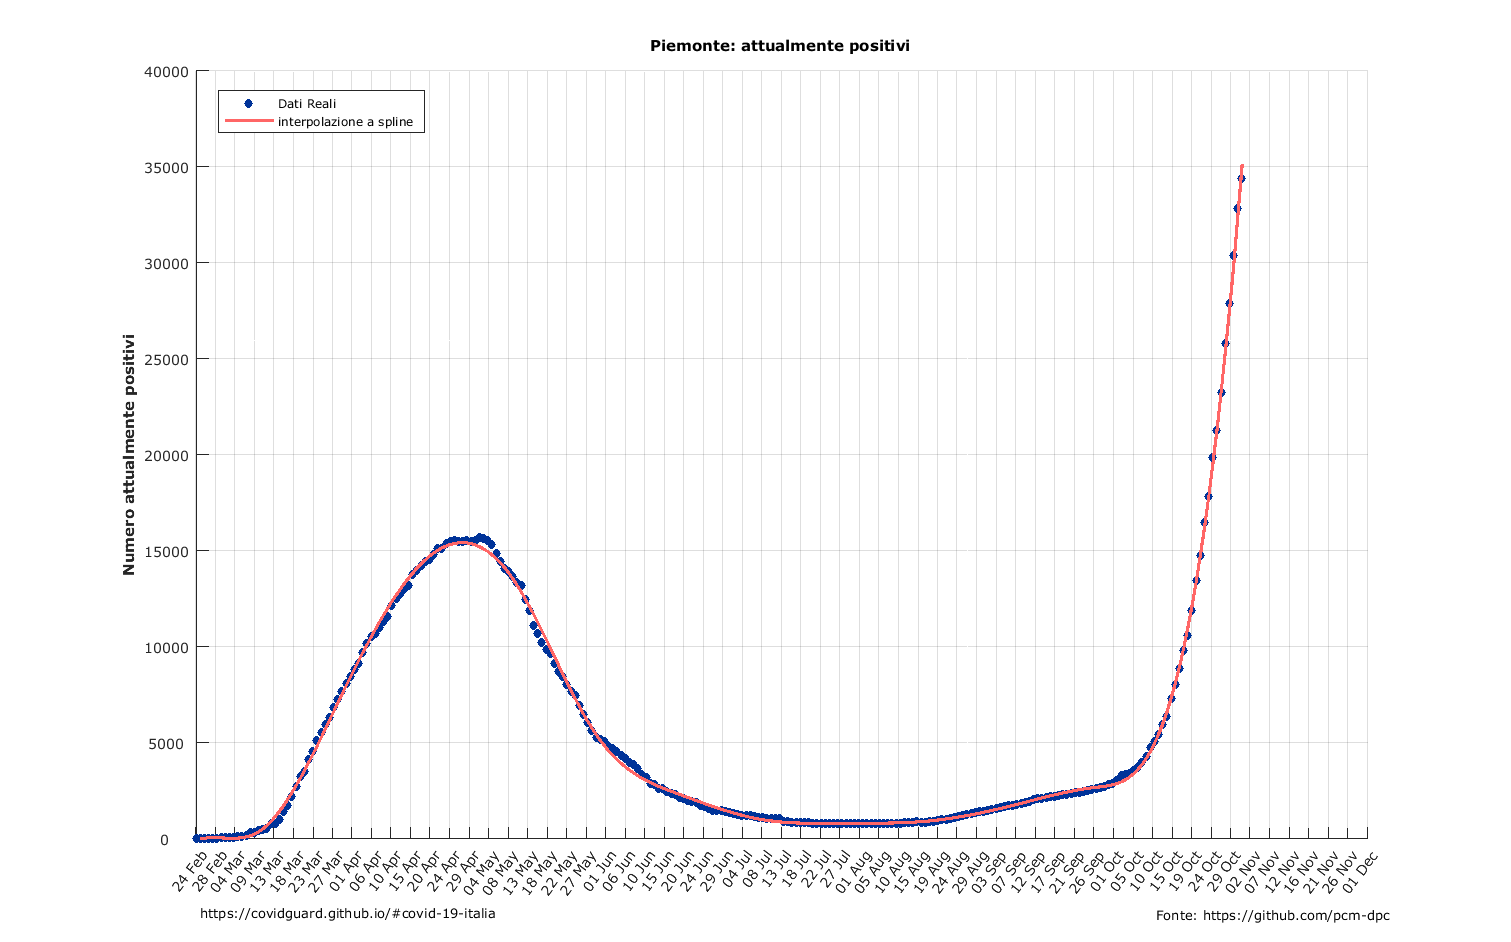 Piemonte: attualmente positivi
Dati Reali
interpolazione a spline
Numero attualmente positivi
40000
35000
30000
25000
20000
15000
10000
5000
0
24 Feb
28 Feb
04 Mar
09 Mar
13 Mar
18 Mar
23 Mar
27 Mar
01 Apr
06 Apr
10 Apr
15 Apr
20 Apr
24 Apr
29 Apr
04 May
08 May
13 May
18 May
22 May
27 May
01 Jun
06 Jun
10 Jun
15 Jun
20 Jun
24 Jun
29 Jun
04 Jul
08 Jul
13 Jul
18 Jul
22 Jul
27 Jul
01 Aug
05 Aug
10 Aug
15 Aug
19 Aug
24 Aug
29 Aug
03 Sep
07 Sep
12 Sep
17 Sep
21 Sep
26 Sep
01 Oct
05 Oct
10 Oct
15 Oct
19 Oct
24 Oct
29 Oct
02 Nov
07 Nov
12 Nov
16 Nov
21 Nov
26 Nov
01 Dec
https://covidguard.github.io/#covid-19-italia
Fonte: https://github.com/pcm-dpc